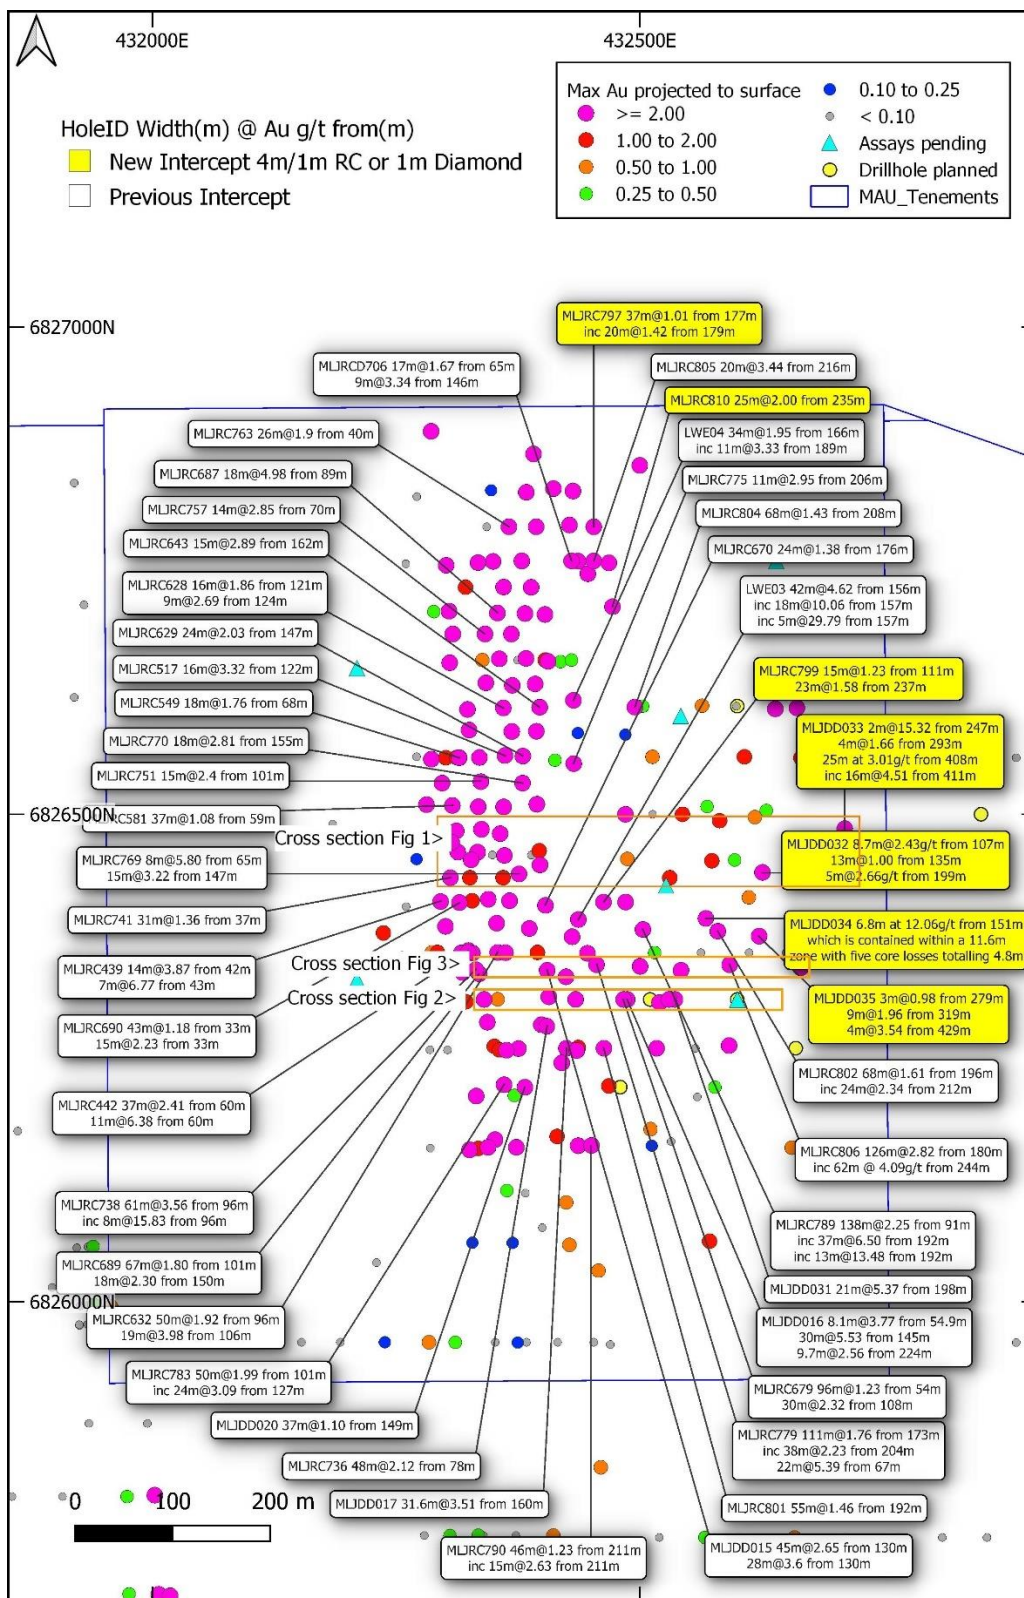 432000E
432500E
HoleID Width(m) @ Au g/t from(m)
New Intercept 4m/1m RC or 1m Diamond
Previous Intercept
Max Au projected to surface
>= 2.00
1.00 to 2.00
0.50 to 1.00
0.25 to 0.50
0.10 to 0.25
< 0.10
Assays pending
Drillhole planned
MAU_Tenements
6827000N
MLJRC797 37m@1.01 from 177m
inc 20m@1.42 from 179m
MLJRCD706 17m@1.67 from 65m
9m@3.34 from 146m
MLJRC805 20m@3.44 from 216m
MLJRC810 25m@2.00 from 235m
MLJRC763 26m@1.9 from 40m
LWE04 34m@1.95 from 166m
inc 11m@3.33 from 189m
MLJRC687 18m@4.98 from 89m
MLJRC775 11m@2.95 from 206m
MLJRC757 14m@2.85 from 70m
MLJRC804 68m@1.43 from 208m
MLJRC643 15m@2.89 from 162m
MLJRC670 24m@1.38 from 176m
MLJRC628 16m@1.86 from 121m
9m@2.69 from 124m
LWE03 42m@4.62 from 156m
inc 18m@10.06 from 157m
inc 5m@29.79 from 157m
MLJRC629 24m@2.03 from 147m
MLJRC517 16m@3.32 from 122m
MLJRC799 15m@1.23 from 111m
23m@1.58 from 237m
MLJRC549 18m@1.76 from 68m
MLJDD033 2m@15.32 from 247m
4m@1.66 from 293m
25m at 3.01g/t from 408m
inc 16m@4.51 from 411m
MLJRC770 18m@2.81 from 155m
MLJRC751 15m@2.4 from 101m
6826500N
RC581 37m@1.08 from 59m
Cross section Fig 1>
MLJDD032 8.7m@2.43g/t from 107m
13m@1.00 from 135m
5m@2.66g/t from 199m
MLJRC769 8m@5.80 from 65m
15m@3.22 from 147m
MLJRC741 31m@1.36 from 37m
MLJDD034 6.8m at 12.06g/t from 151m
which is contained within a 11.6m
zone with five core losses totalling 4.8m
MLJRC439 14m@3.87 from 42m
7m@6.77 from 43m
Cross section Fig 3>
Cross section Fig 2>
MLJDD035 3m@0.98 from 279m
9m@1.96 from 319m
4m@3.54 from 429m
MLJRC690 43m@1.18 from 33m
15m@2.23 from 33m
MLJRC802 68m@1.61 from 196m
inc 24m@2.34 from 212m
MLJRC442 37m@2.41 from 60m
11m@6.38 from 60m
MLJRC806 126m@2.82 from 180m
inc 62m @ 4.09g/t from 244m
MLJRC738 61m@3.56 from 96m
inc 8m@15.83 from 96m
MLJRC789 138m@2.25 from 91m
inc 37m@6.50 from 192m
inc 13m@13.48 from 192m
MLJRC689 67m@1.80 from 101m
18m@2.30 from 150m
MLJDD031 21m@5.37 from 198m
6826000N
MLJRC632 50m@1.92 from 96m
19m@3.98 from 106m
MLJDD016 8.1m@3.77 from 54.9m
30m@5.53 from 145m
9.7m@2.56 from 224m
MLJRC783 50m@1.99 from 101m
inc 24m@3.09 from 127m
MLJRC679 96m@1.23 from 54m
30m@2.32 from 108m
MLJDD020 37m@1.10 from 149m
MLJRC779 111m@1.76 from 173m
inc 38m@2.23 from 204m
22m@5.39 from 67m
MLJRC736 48m@2.12 from 78m
MLJDD017 31.6m@3.51 from 160m
MLJRC801 55m@1.46 from 192m
0 100 200 m
MLJRC790 46m@1.23 from 211m
inc 15m@2.63 from 211m
MLJDD015 45m@2.65 from 130m
28m@3.6 from 130m